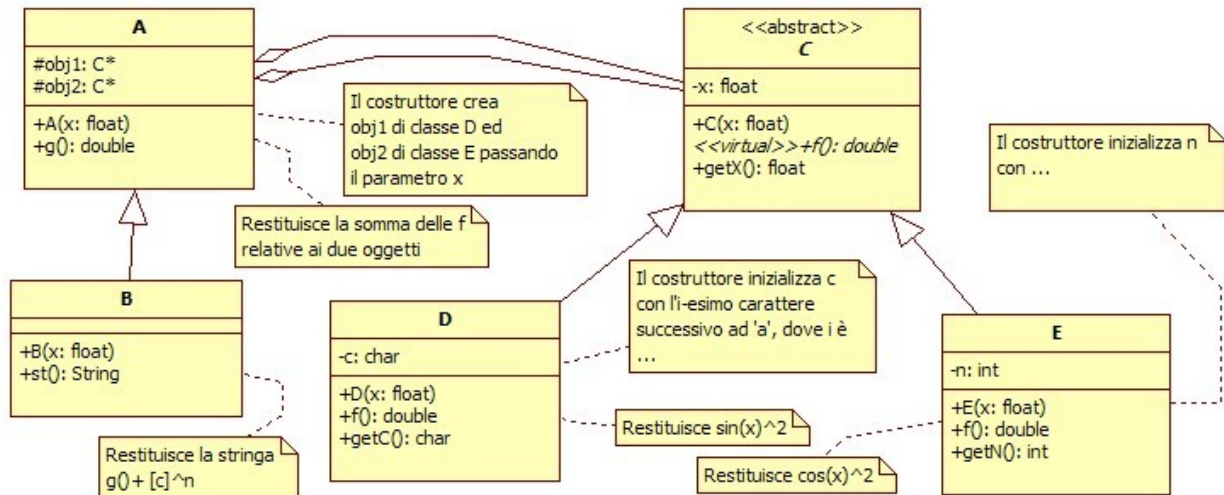 A
#obj1: C*
#obj2: C*
+A(x: float)
+g(): double
<<abstract>>
C
-x: float
+C(x: float)
<<virtual>>+f(): double
+getX(): float
Il costruttore crea
obj1 di classe D ed
obj2 di classe E passando
il parametro x
Il costruttore inizializza n
con ...
Restituisce la somma delle f
relative ai due oggetti
B
+B(x: float)
+st(): String
Restituisce la stringa
g()+ [c]^n
D
-c: char
+D(x: float)
+f(): double
+getC(): char
Il costruttore inizializza c
con l'i-esimo carattere
successivo ad 'a', dove i è
...
Restituisce sin(x)^2
E
-n: int
+E(x: float)
+f(): double
+getN(): int
Restituisce cos(x)^2